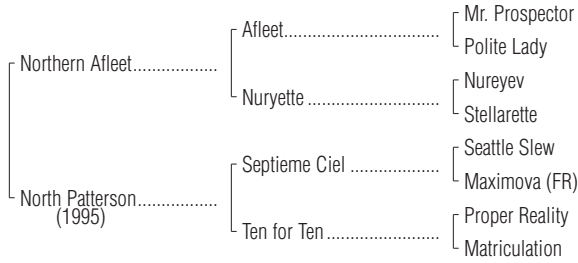 Mr. Prospector
Afleet
Polite Lady
Northern Afleet
Nureyev
Nuryette
Stellarette
Seattle Slew
Septieme Ciel
Maximova (FR)
North Patterson
(1995)
Proper Reality
Ten for Ten
Matriculation